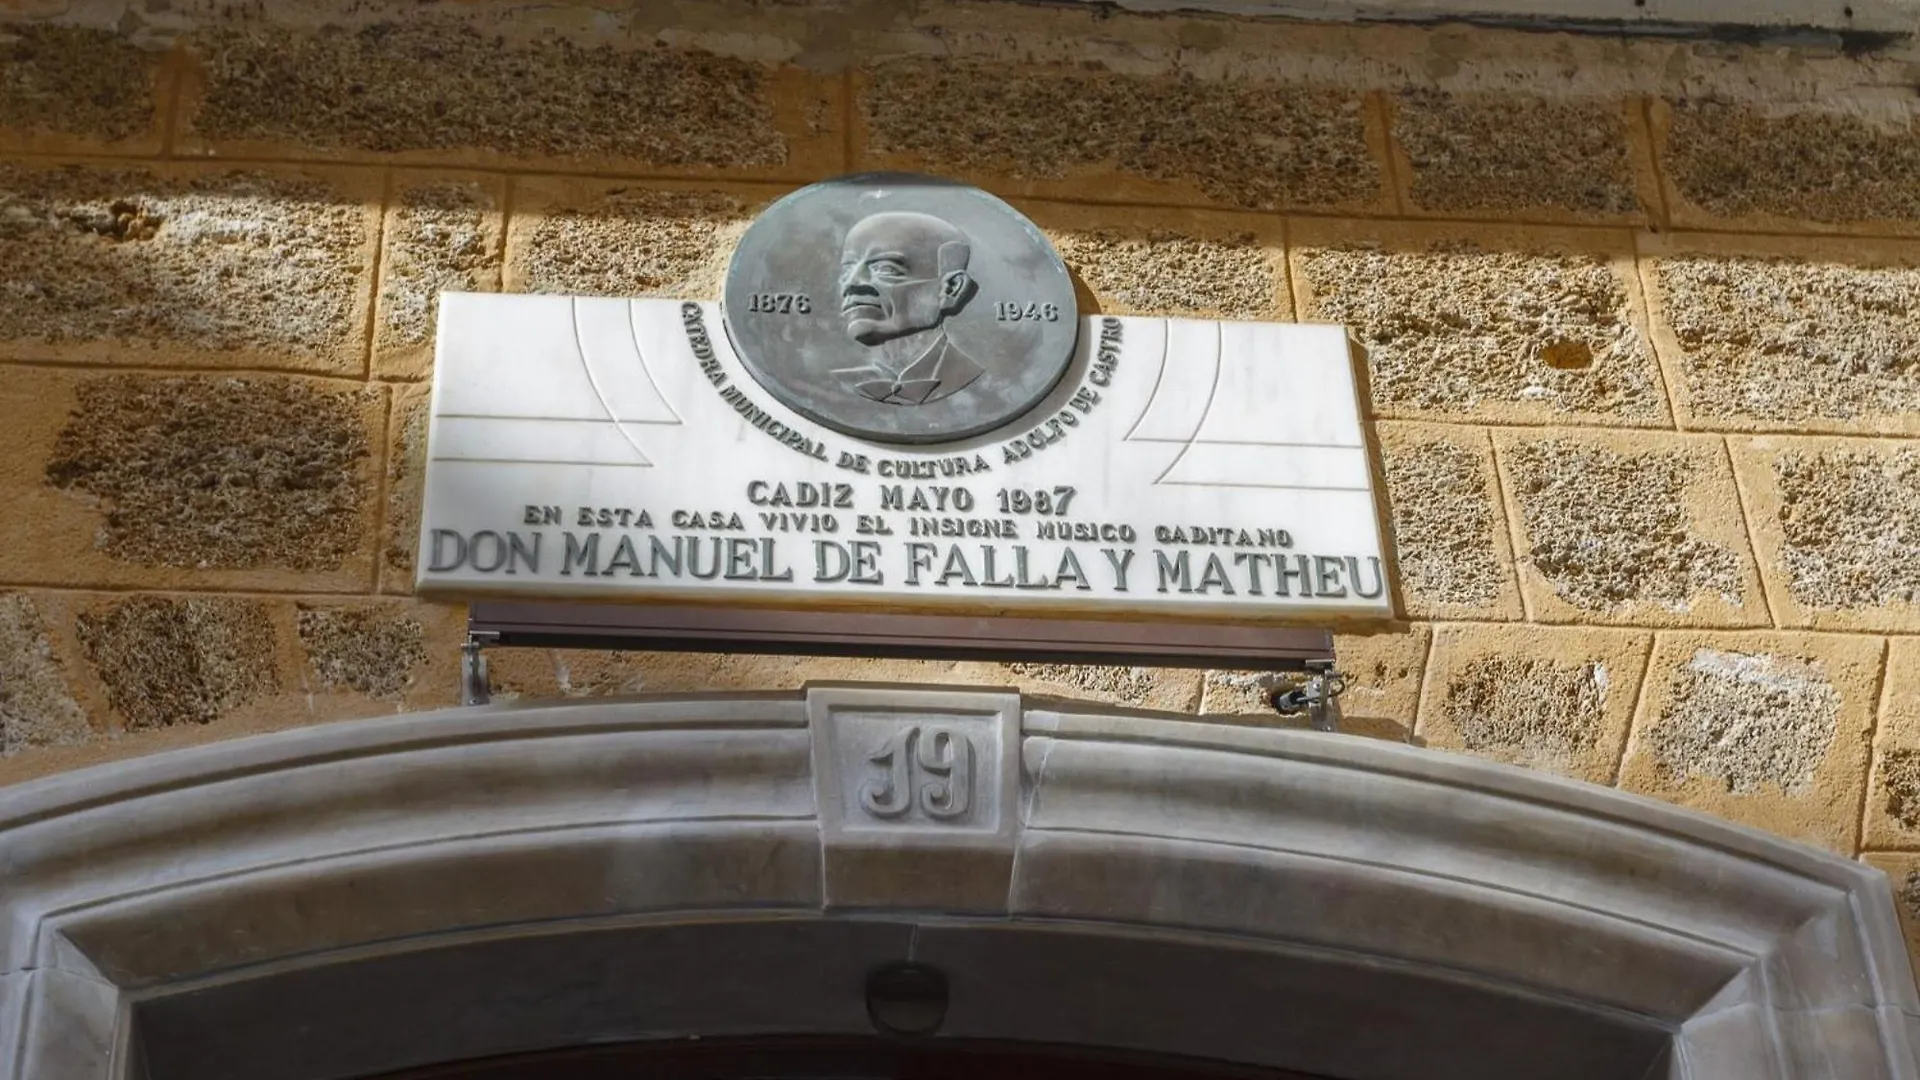 1876 1946
CATEDRA MUNICIPAL DE CULTURA ADOLFO DE CASTRO
CADIZ MAYO 1987
EN ESTA CASA VIVIO EL INSIGNE MUSICO GADITANO
DON MANUEL DE FALLA Y MATHEU
19